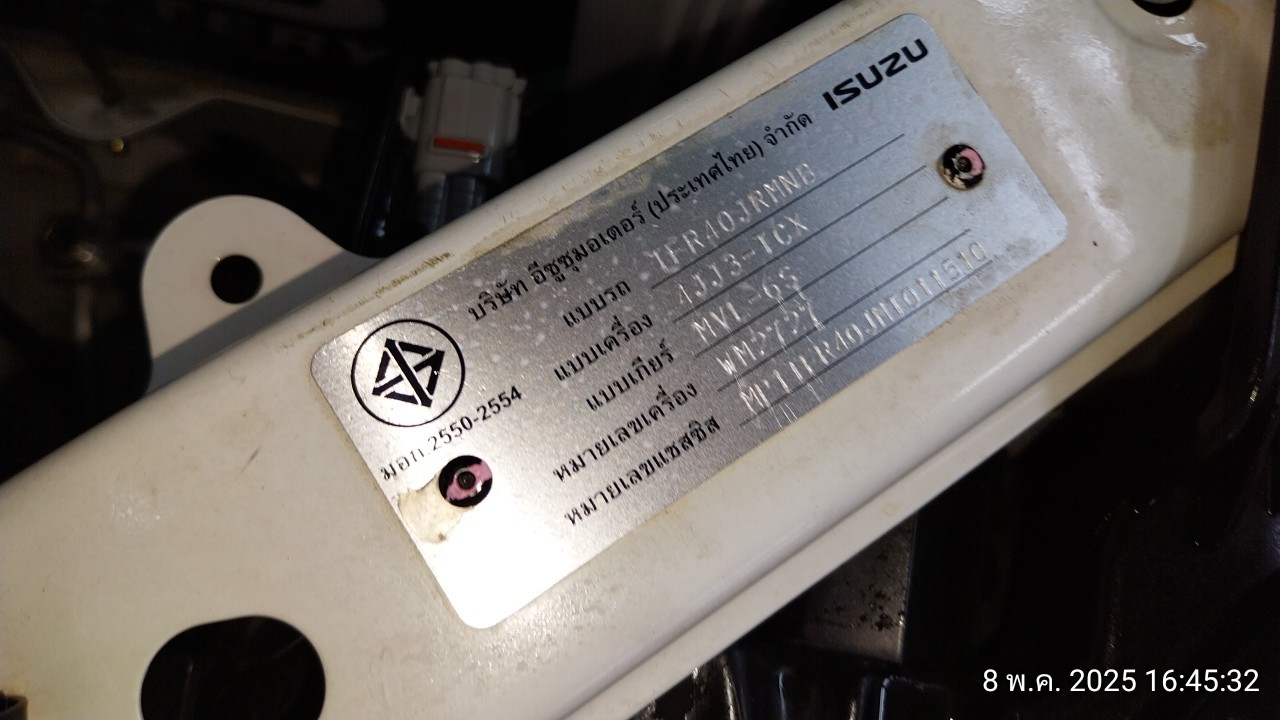 ISUZU
บริษัท อีซูซุมอเตอร์ (ประเทศไทย) จำกัด
แบบรถ 1FR40JRMNB
แบบเครื่อง 4JJ3-TCX
แบบเกียร์ MVL-6S
หมายเลขเครื่อง WM2727
หมายเลขแชสซิส
มอก.2550-2554
8 พ.ค. 2025 16:45:32